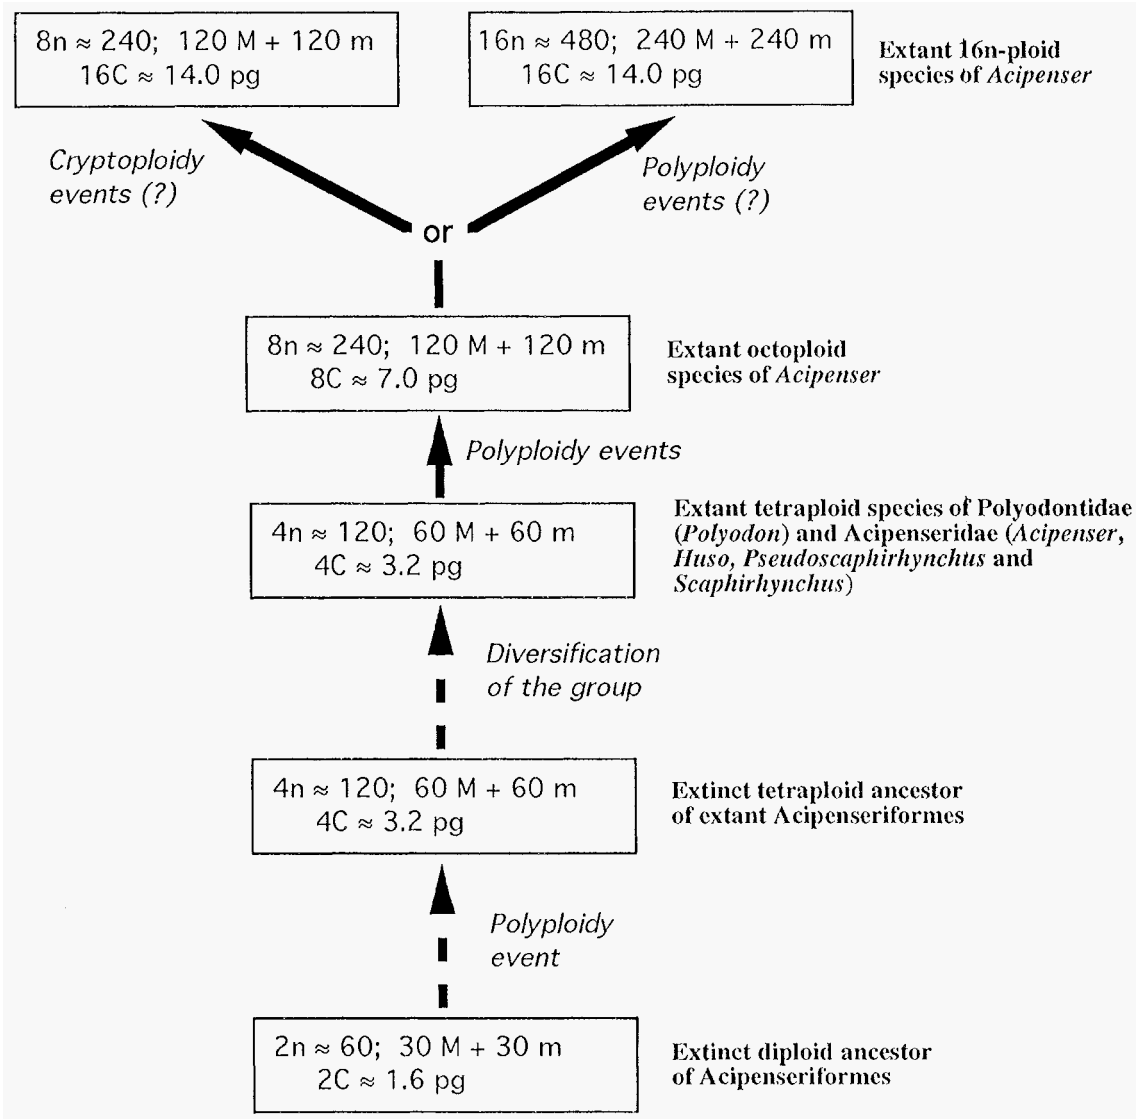 8n ≈ 240; 120 M + 120 m
16C ≈ 14.0 pg
16n ≈ 480; 240 M + 240 m
16C ≈ 14.0 pg
Extant 16n-ploid
species of Acipenser
Cryptoploidy
events (?)
Polyploidy
events (?)
or
8n ≈ 240; 120 M + 120 m
8C ≈ 7.0 pg
Extant octoploid
species of Acipenser
Polyploidy events
4n ≈ 120; 60 M + 60 m
4C ≈ 3.2 pg
Extant tetraploid species of Polyodontidae
(Polyodon) and Acipenseridae (Acipenser,
Huso, Pseudoscaphirhynchus and
Scaphirhynchus)
Diversification
of the group
4n ≈ 120; 60 M + 60 m
4C ≈ 3.2 pg
Extinct tetraploid ancestor
of extant Acipenseriformes
Polyploidy
event
2n ≈ 60; 30 M + 30 m
2C ≈ 1.6 pg
Extinct diploid ancestor
of Acipenseriformes